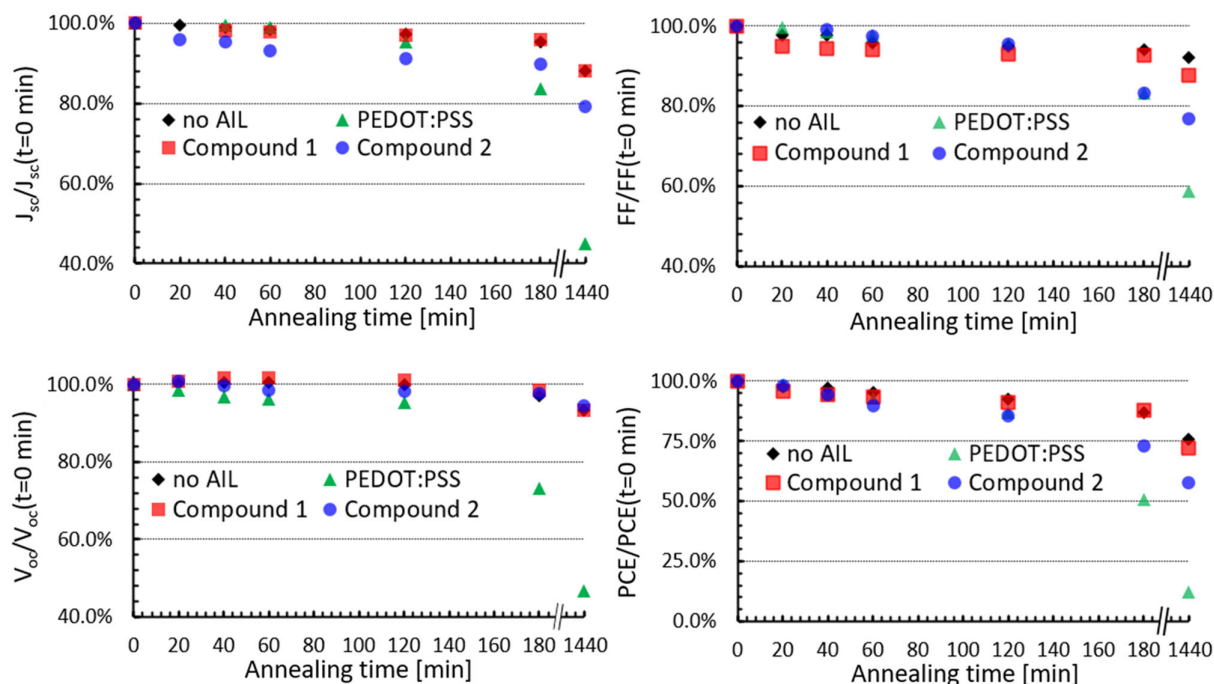 100.0%
80.0%
60.0%
40.0%
Jsc/Jsc(t=0 min)
no AIL PEDOT:PSS
Compound 1 Compound 2
0 20 40 60 80 100 120 140 160 180 1440
Annealing time [min]
100.0%
80.0%
60.0%
40.0%
FF/FF(t=0 min)
no AIL PEDOT:PSS
Compound 1 Compound 2
0 20 40 60 80 100 120 140 160 180 1440
Annealing time [min]
100.0%
80.0%
60.0%
40.0%
Voc/Voc(t=0 min)
no AIL PEDOT:PSS
Compound 1 Compound 2
0 20 40 60 80 100 120 140 160 180 1440
Annealing time [min]
100.0%
75.0%
50.0%
25.0%
0.0%
PCE/PCE(t=0 min)
no AIL PEDOT:PSS
Compound 1 Compound 2
0 20 40 60 80 100 120 140 160 180 1440
Annealing time [min]